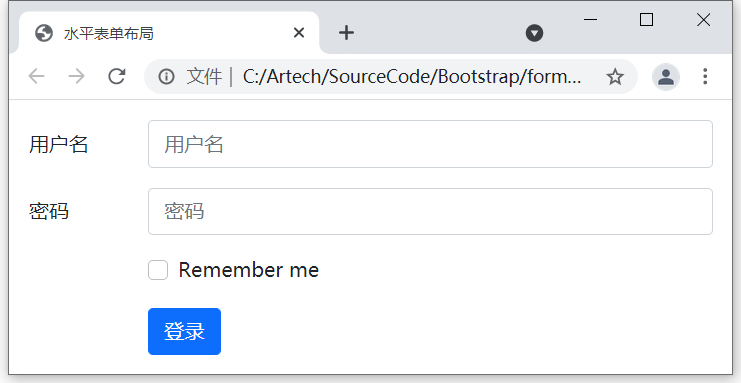 水平表单布局
文件 | C:/Artech/SourceCode/Bootstrap/form...
用户名 用户名
密码 密码
Remember me
登录